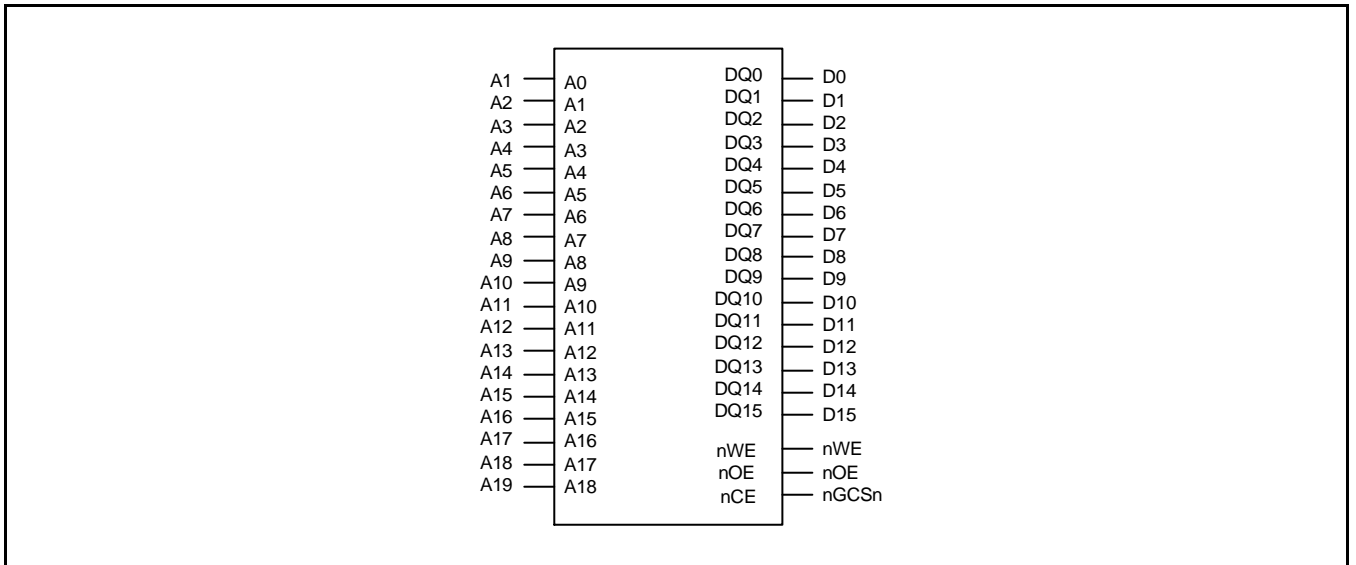 A1 A0 DQ0 D0
A2 A1 DQ1 D1
A3 A2 DQ2 D2
A4 A3 DQ3 D3
A5 A4 DQ4 D4
A6 A5 DQ5 D5
A7 A6 DQ6 D6
A8 A7 DQ7 D7
A9 A8 DQ8 D8
A10 A9 DQ9 D9
A11 A10 DQ10 D10
A12 A11 DQ11 D11
A13 A12 DQ12 D12
A14 A13 DQ13 D13
A15 A14 DQ14 D14
A16 A15 DQ15 D15
A17 A16 nWE nWE
A18 A17 nOE nOE
A19 A18 nCE nGCSn